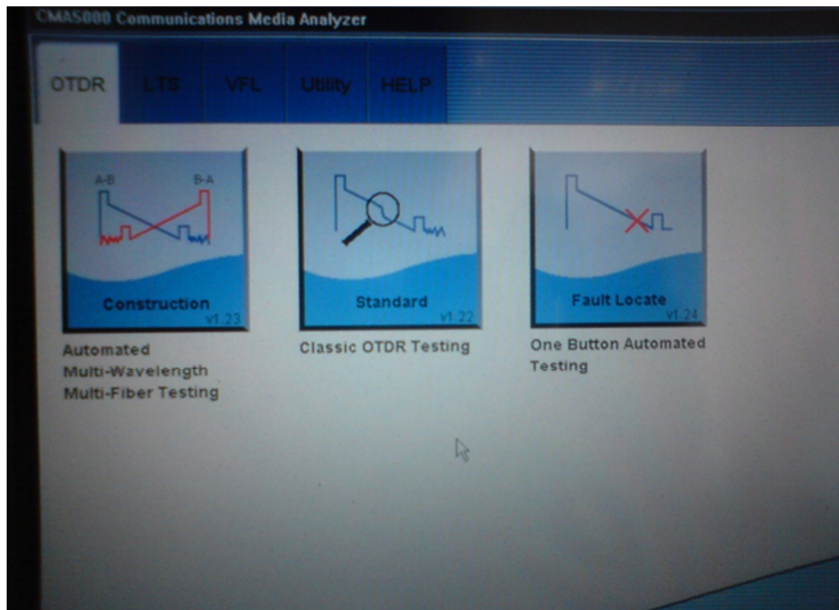 CMA5000 Communications Media Analyzer
OTDR LTS VFL Utility HELP
A-B B-A
Construction
v1.23
Standard
v1.22
Fault Locate
v1.24
Automated
Multi-Wavelength
Multi-Fiber Testing
Classic OTDR Testing
One Button Automated
Testing